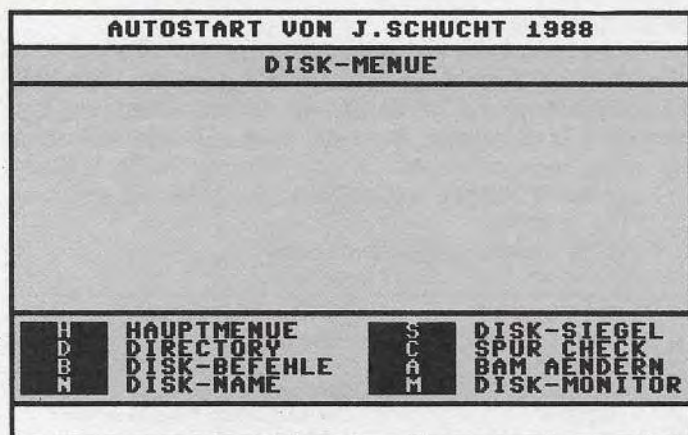 AUTOSTART VON J.SCHUCHT 1988
DISK-MENUE
H HAUPTMENUE S DISK-SIEGEL
D DIRECTORY C SPUR CHECK
B DISK-BEFEHLE A BAM AENDERN
N DISK-NAME M DISK-MONITOR